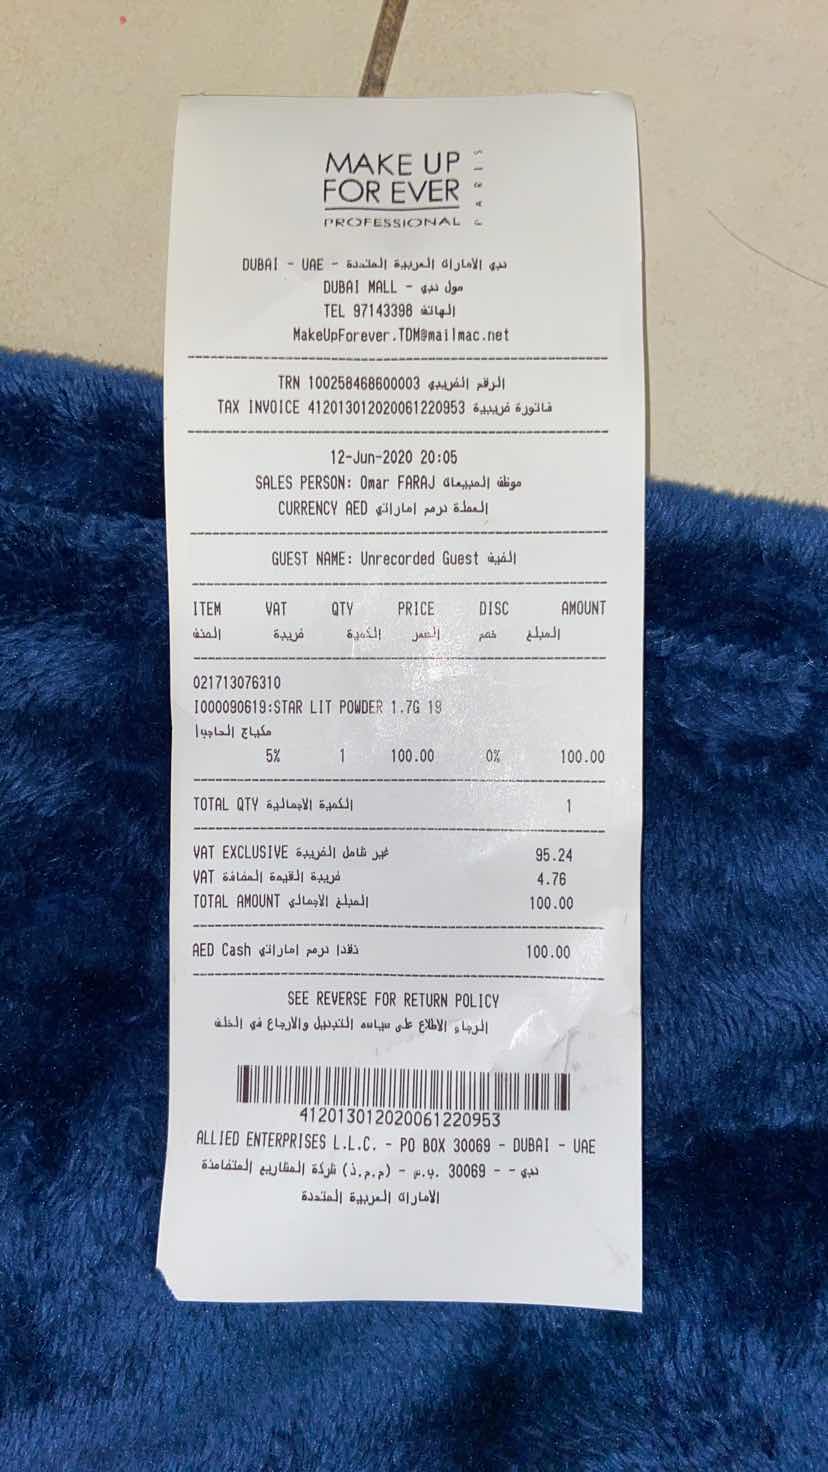 MAKE UP
FOR EVER
PROFESSIONAL
PARIS
DUBAI - UAE - دبي الامارات العربية المتحدة
DUBAI MALL - مول دبي
TEL 97143398 الهاتف
MakeUpForever.TDM@mailmac.net
TRN 100258468600003 الرقم الضريبي
TAX INVOICE 412013012020061220953 فاتورة ضريبية
12-Jun-2020 20:05
SALES PERSON: Omar FARAJ موظف المبيعات
CURRENCY AED العملة درهم اماراتي
GUEST NAME: Unrecorded Guest الضيف
ITEM VAT QTY PRICE DISC AMOUNT
الصنف ضريبة الكمية السعر خصم المبلغ
021713076310
I000090619:STAR LIT POWDER 1.7G 19
مكياج الحاجبا
5% 1 100.00 0% 100.00
TOTAL QTY الكمية الاجمالية 1
VAT EXCLUSIVE غير شامل الضريبة 95.24
VAT ضريبة القيمة المضافة 4.76
TOTAL AMOUNT المبلغ الاجمالي 100.00
AED Cash نقدا درهم اماراتي 100.00
SEE REVERSE FOR RETURN POLICY
الرجاء الاطلاع على سياسه التبديل والارجاع في الخلف
412013012020061220953
ALLIED ENTERPRISES L.L.C. - PO BOX 30069 - DUBAI - UAE
شركة المشاريع المتضامنة (ذ.م.م) - ص.ب. 30069 - دبي -
الامارات العربية المتحدة